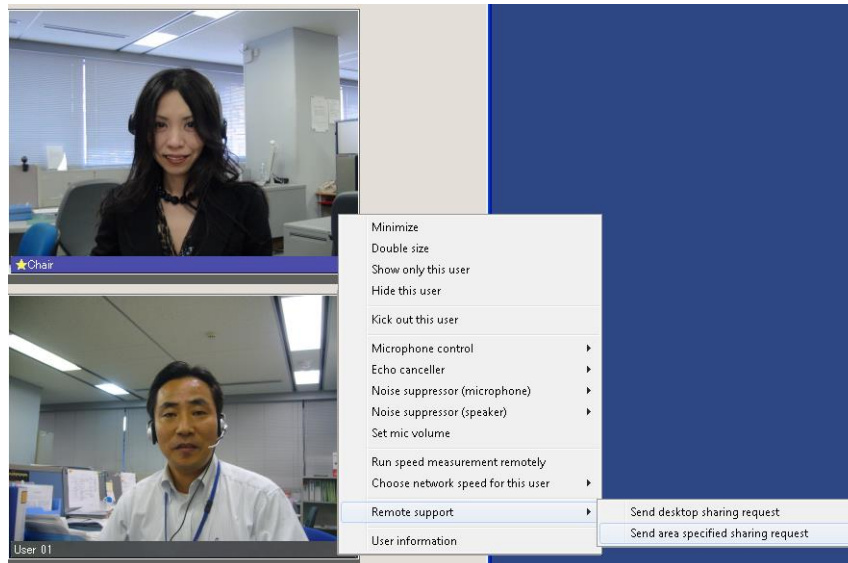 Chair
User 01
Minimize
Double size
Show only this user
Hide this user
Kick out this user
Microphone control
Echo canceller
Noise suppressor (microphone)
Noise suppressor (speaker)
Set mic volume
Run speed measurement remotely
Choose network speed for this user
Remote support
User information
Send desktop sharing request
Send area specified sharing request